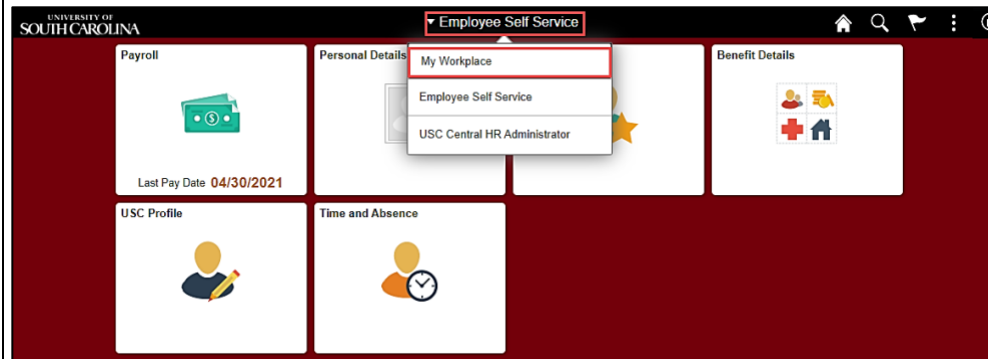 UNIVERSITY OF
SOUTH CAROLINA
Employee Self Service
Payroll
Personal Details
My Workplace
Employee Self Service
USC Central HR Administrator
Benefit Details
Last Pay Date 04/30/2021
USC Profile
Time and Absence